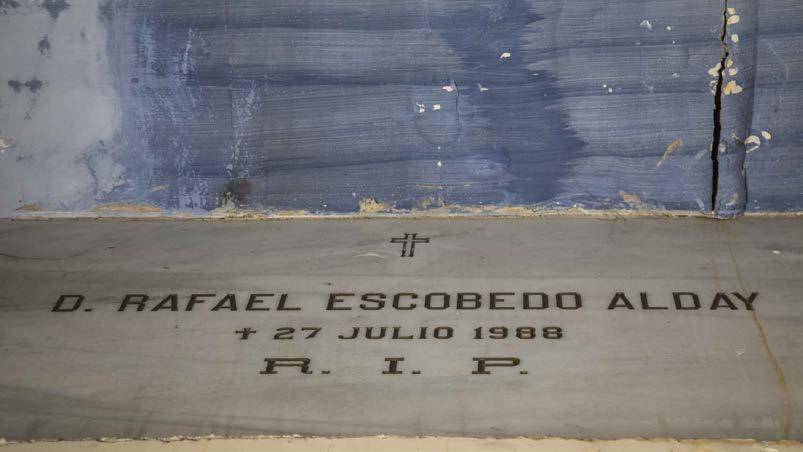 D. RAFAEL ESCOBEDO ALDAY
✝ 27 JULIO 1988
R. I. P.